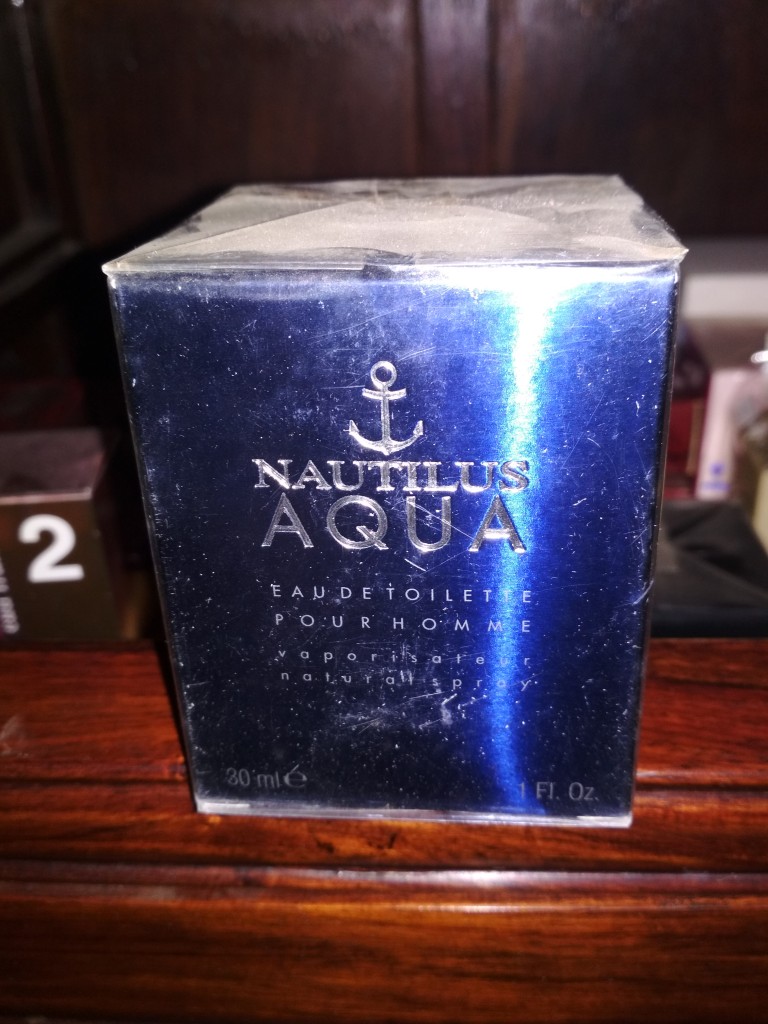 NAUTILUS
AQUA
EAU DE TOILETTE
POUR HOMME
vaporisateur
natural spray
30 ml ℮
1 Fl. Oz.
2